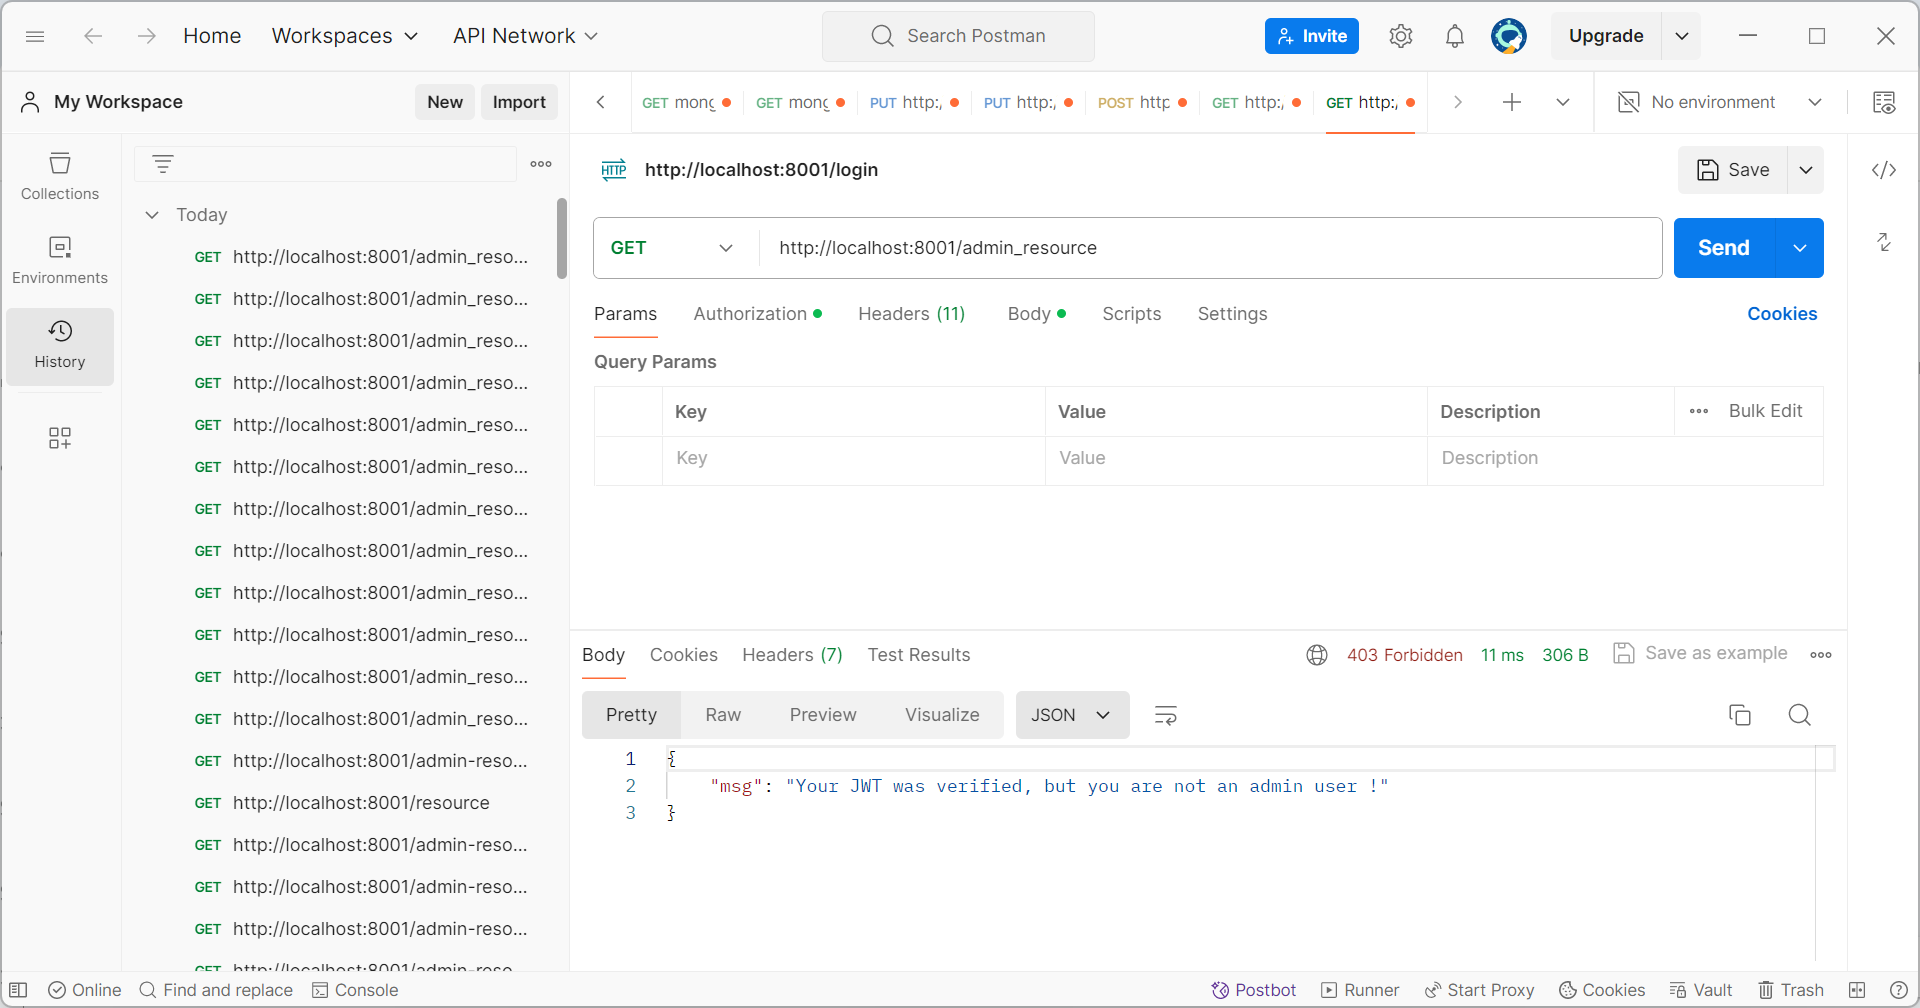 Home Workspaces API Network Search Postman Invite Upgrade
My Workspace New Import GET mong GET mong PUT http:/ PUT http:/ POST http GET http:/ GET http:/ No environment
Collections
Environments
History
Today
GET http://localhost:8001/admin_reso...
GET http://localhost:8001/admin_reso...
GET http://localhost:8001/admin_reso...
GET http://localhost:8001/admin_reso...
GET http://localhost:8001/admin_reso...
GET http://localhost:8001/admin_reso...
GET http://localhost:8001/admin_reso...
GET http://localhost:8001/admin_reso...
GET http://localhost:8001/admin_reso...
GET http://localhost:8001/admin_reso...
GET http://localhost:8001/admin_reso...
GET http://localhost:8001/admin_reso...
GET http://localhost:8001/admin-reso...
GET http://localhost:8001/resource
GET http://localhost:8001/admin-reso...
GET http://localhost:8001/admin-reso...
GET http://localhost:8001/admin-reso...
GET http://localhost:8001/admin-reso...
HTTP http://localhost:8001/login Save
GET http://localhost:8001/admin_resource Send
Params Authorization Headers (11) Body Scripts Settings Cookies
Query Params
Key Value Description Bulk Edit
Key Value Description
Body Cookies Headers (7) Test Results 403 Forbidden 11 ms 306 B Save as example
Pretty Raw Preview Visualize JSON
1 {
2 "msg": "Your JWT was verified, but you are not an admin user !"
3 }
Online Find and replace Console Postbot Runner Start Proxy Cookies Vault Trash